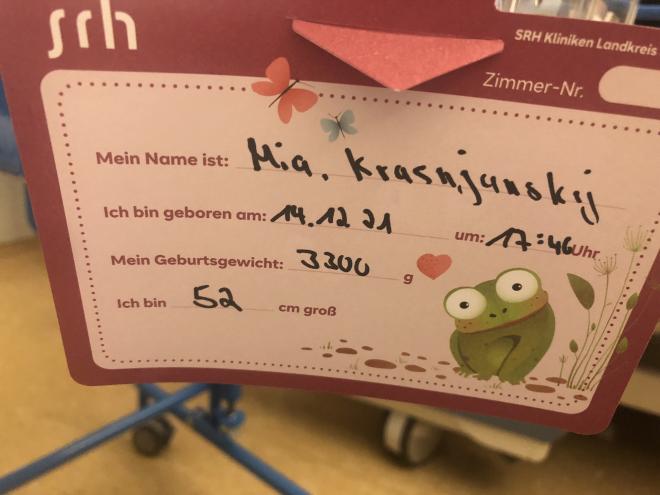 srh
SRH Kliniken Landkreis
Zimmer-Nr.
Mein Name ist: Mia. Krasnjanskij
Ich bin geboren am: 14.12 21 um: 17:46 Uhr
Mein Geburtsgewicht: 3300 g
Ich bin 52 cm groß